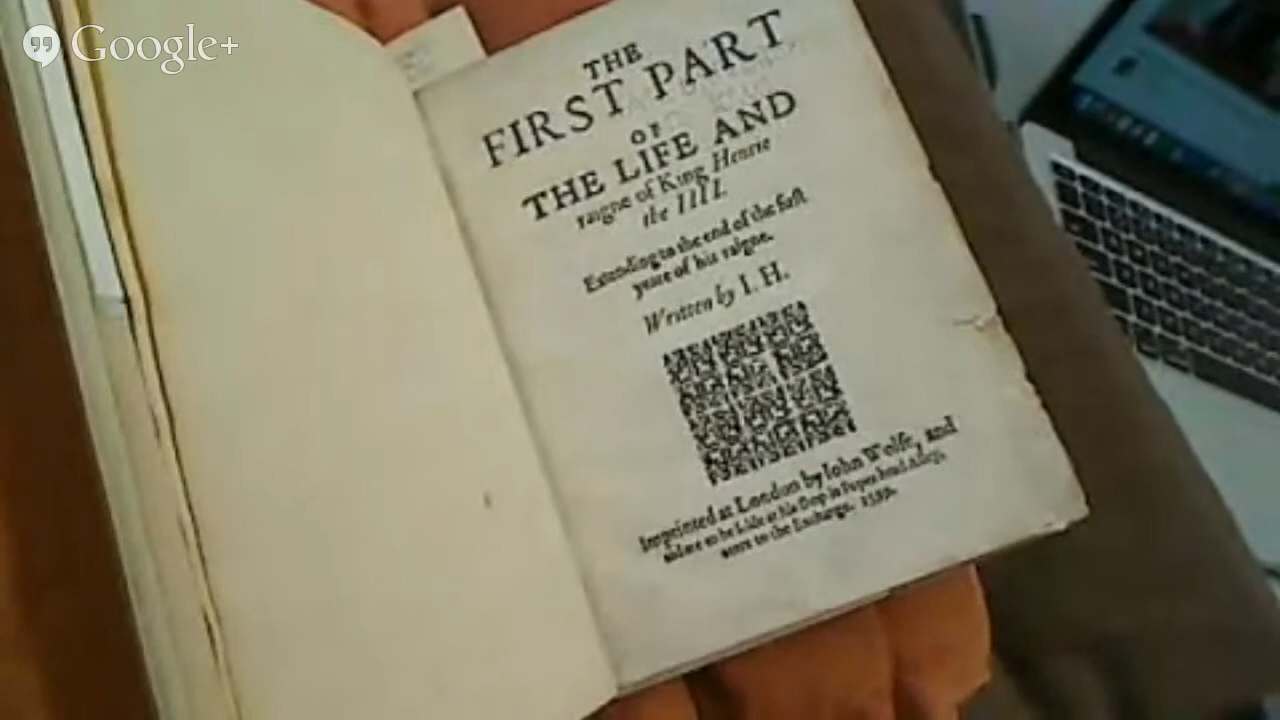 Google+
THE
FIRST PART
OF
THE LIFE AND
raigne of King Henrie
the IIII.
Extending to the end of the first
yeare of his raigne.
Written by I. H.
Imprinted at London by Iohn Wolfe, and
are to be solde at his shop in Popes head Alley,
neere to the Exchange. 1599.